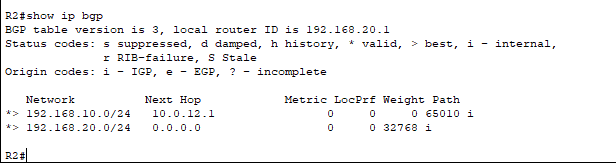 R2#show ip bgp
BGP table version is 3, local router ID is 192.168.20.1
Status codes: s suppressed, d damped, h history, * valid, > best, i - internal,
              r RIB-failure, S Stale
Origin codes: i - IGP, e - EGP, ? - incomplete

   Network          Next Hop            Metric LocPrf Weight Path
*> 192.168.10.0/24  10.0.12.1                0      0      0 65010 i
*> 192.168.20.0/24  0.0.0.0                  0      0 32768 i

R2#